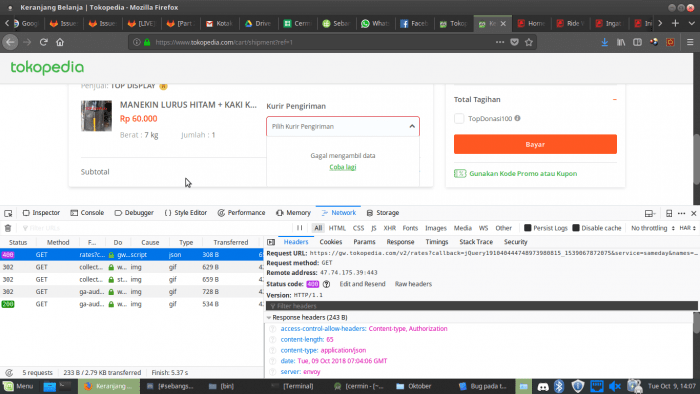 Keranjang Belanja | Tokopedia - Mozilla Firefox
Goog Issue Issue [LIVE] [Part Kotak Drive Cerm Sebar What Faceb Tokop Ke Home Ride Ingat Ini
https://www.tokopedia.com/cart/shipment?ref=1
tokopedia
Penjual: TOP DISPLAY
MANEKIN LURUS HITAM + KAKI K...
Rp 60.000
Berat : 7 kg Jumlah : 1
Subtotal
Kurir Pengiriman
Pilih Kurir Pengiriman
Gagal mengambil data
Coba lagi
Total Tagihan –
TopDonasi100
Bayar
Gunakan Kode Promo atau Kupon
Inspector Console Debugger Style Editor Performance Memory Network Storage
Filter URLs
All HTML CSS JS XHR Fonts Images Media WS Other Persist Logs Disable cache No throttling HAR
Status Method F... Do Cause Type Transferred
400 GET rates?c... gw... script json 308 B
302 GET collect... w... img gif 629 B
302 GET collect... st... img gif 659 B
302 GET ga-aud... w... img gif 728 B
200 GET ga-aud... w... img gif 534 B
5 requests 233 B / 2.79 KB transferred Finish: 5.37 s
Headers Cookies Params Response Timings Stack Trace Security
Request URL: https://gw.tokopedia.com/v2/rates?callback=jQuery191040444748973980815_1539067872075&service=sameday&names=
Request method: GET
Remote address: 47.74.175.39:443
Status code: 400 Edit and Resend Raw headers
Version: HTTP/1.1
Filter headers
Response headers (243 B)
access-control-allow-headers: Content-type, Authorization
content-length: 65
content-type: application/json
date: Tue, 09 Oct 2018 07:04:06 GMT
server: envoy
Menu Keranjang [#sebangs... [bin] [Terminal] [cermin - [~... Oktober Bug pada t... Tue Oct 9, 14:07